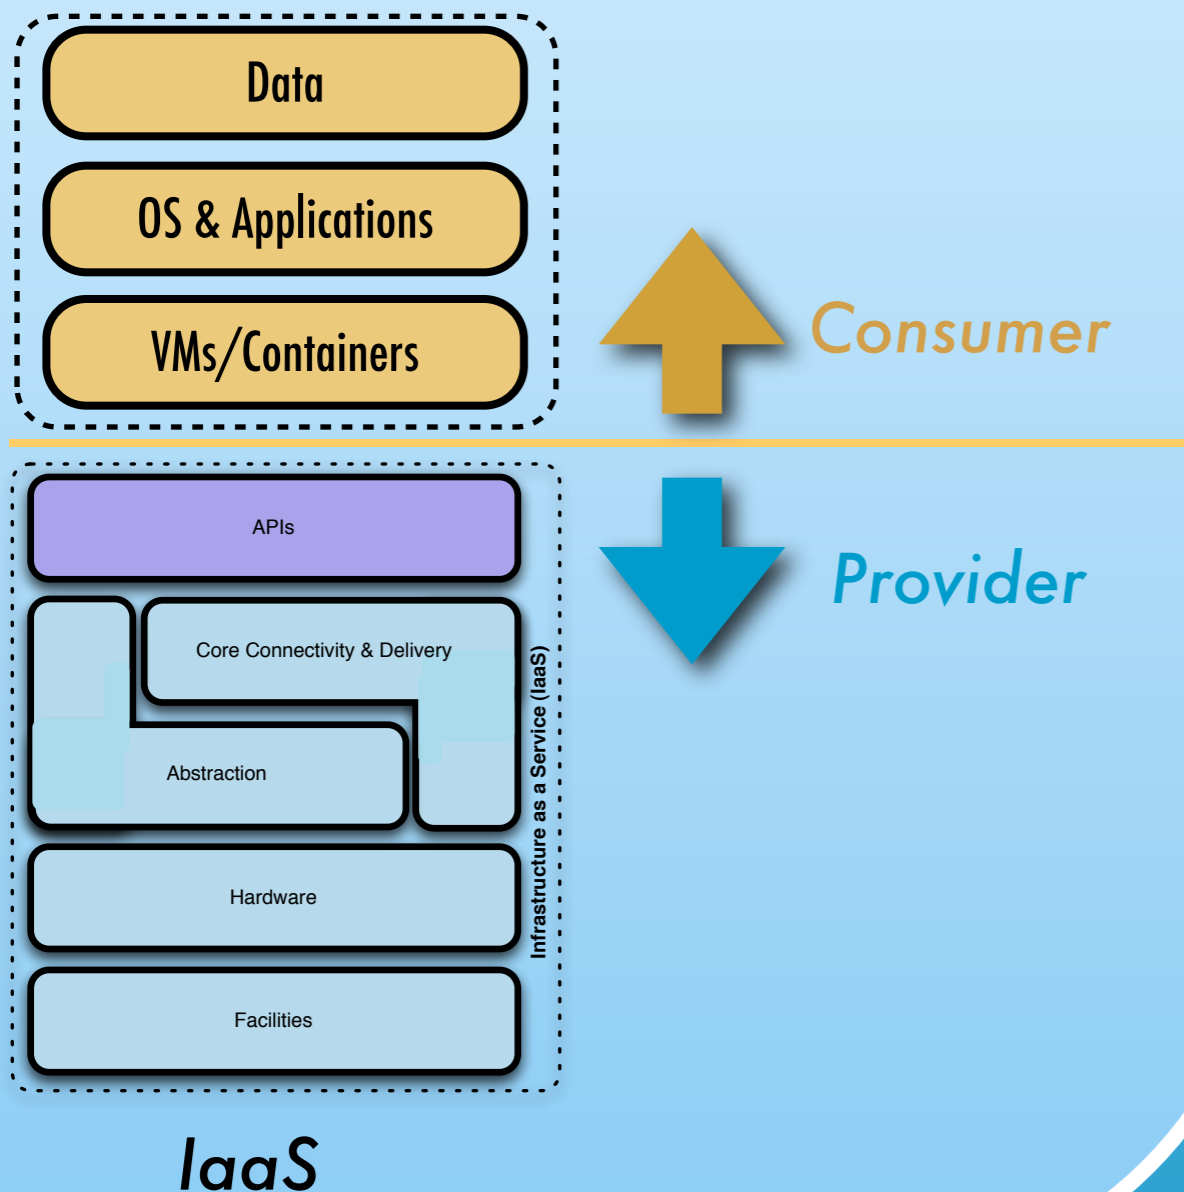 Data
OS & Applications
VMs/Containers
Consumer
APIs
Provider
Core Connectivity & Delivery
Abstraction
Infrastructure as a Service (IaaS)
Hardware
Facilities
IaaS